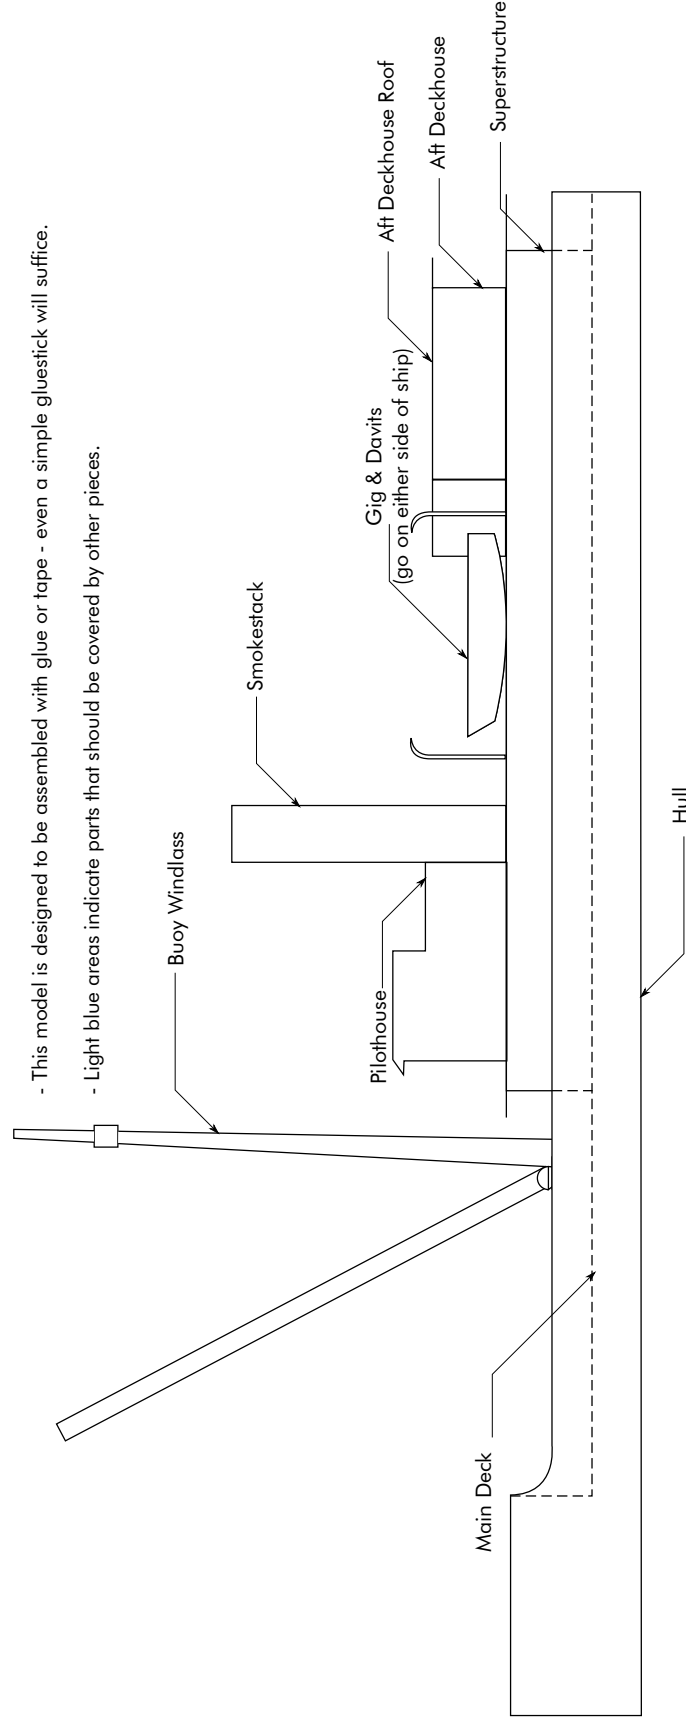 - This model is designed to be assembled with glue or tape - even a simple gluestick will suffice.
- Light blue areas indicate parts that should be covered by other pieces.
Buoy Windlass
Smokestack
Pilothouse
Gig & Davits
(go on either side of ship)
Aft Deckhouse Roof
Aft Deckhouse
Superstructure
Main Deck
Hull